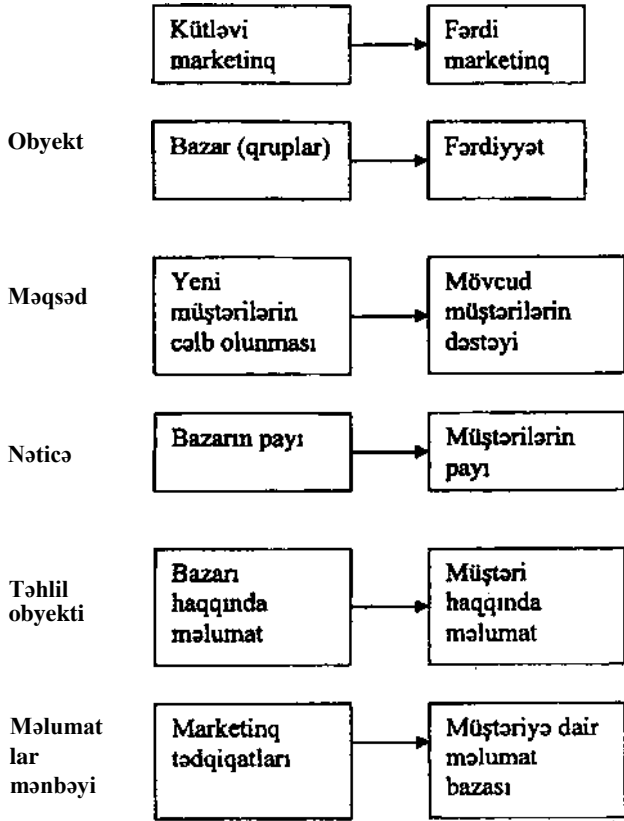 Kütləvi
marketinq
Fərdi
marketinq
Obyekt
Bazar (qruplar)
Fərdiyyət
Məqsəd
Yeni
müştərilərin
cəlb olunması
Mövcud
müştərilərin
dəstəyi
Nəticə
Bazarın payı
Müştərilərin
payı
Təhlil
obyekti
Bazarı
haqqında
məlumat
Müştəri
haqqında
məlumat
Məlumat
lar
mənbəyi
Marketinq
tədqiqatları
Müştəriyə dair
məlumat
bazası